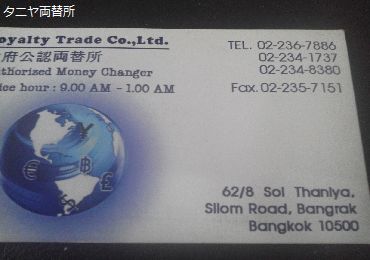 タニヤ両替所
oyalty Trade Co.,Ltd.
府公認両替所
uthorized Money Changer
ice hour : 9.00 AM - 1.00 AM
TEL. 02-236-7886
02-234-1737
02-234-8380
Fax. 02-235-7151
62/8 Soi Thaniya,
Silom Road, Bangrak
Bangkok 10500